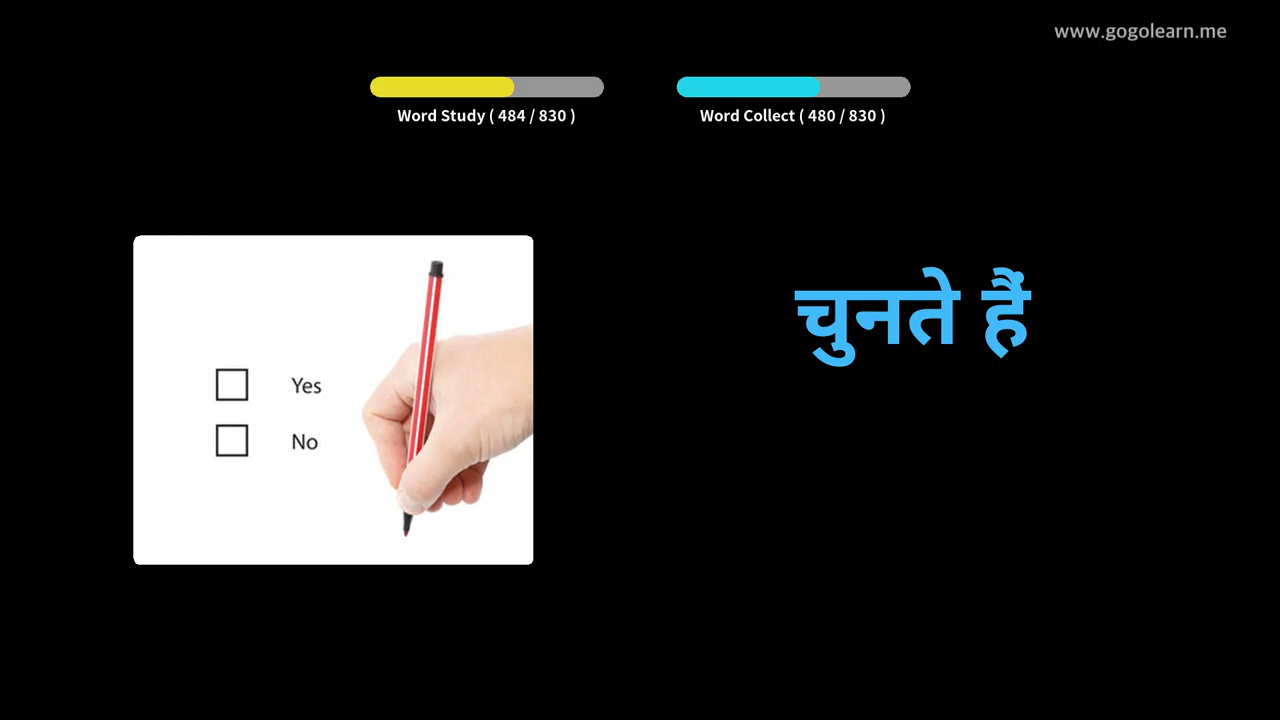 www.gogolearn.me
Word Study ( 484 / 830 )
Word Collect ( 480 / 830 )
चुनते हैं
Yes
No